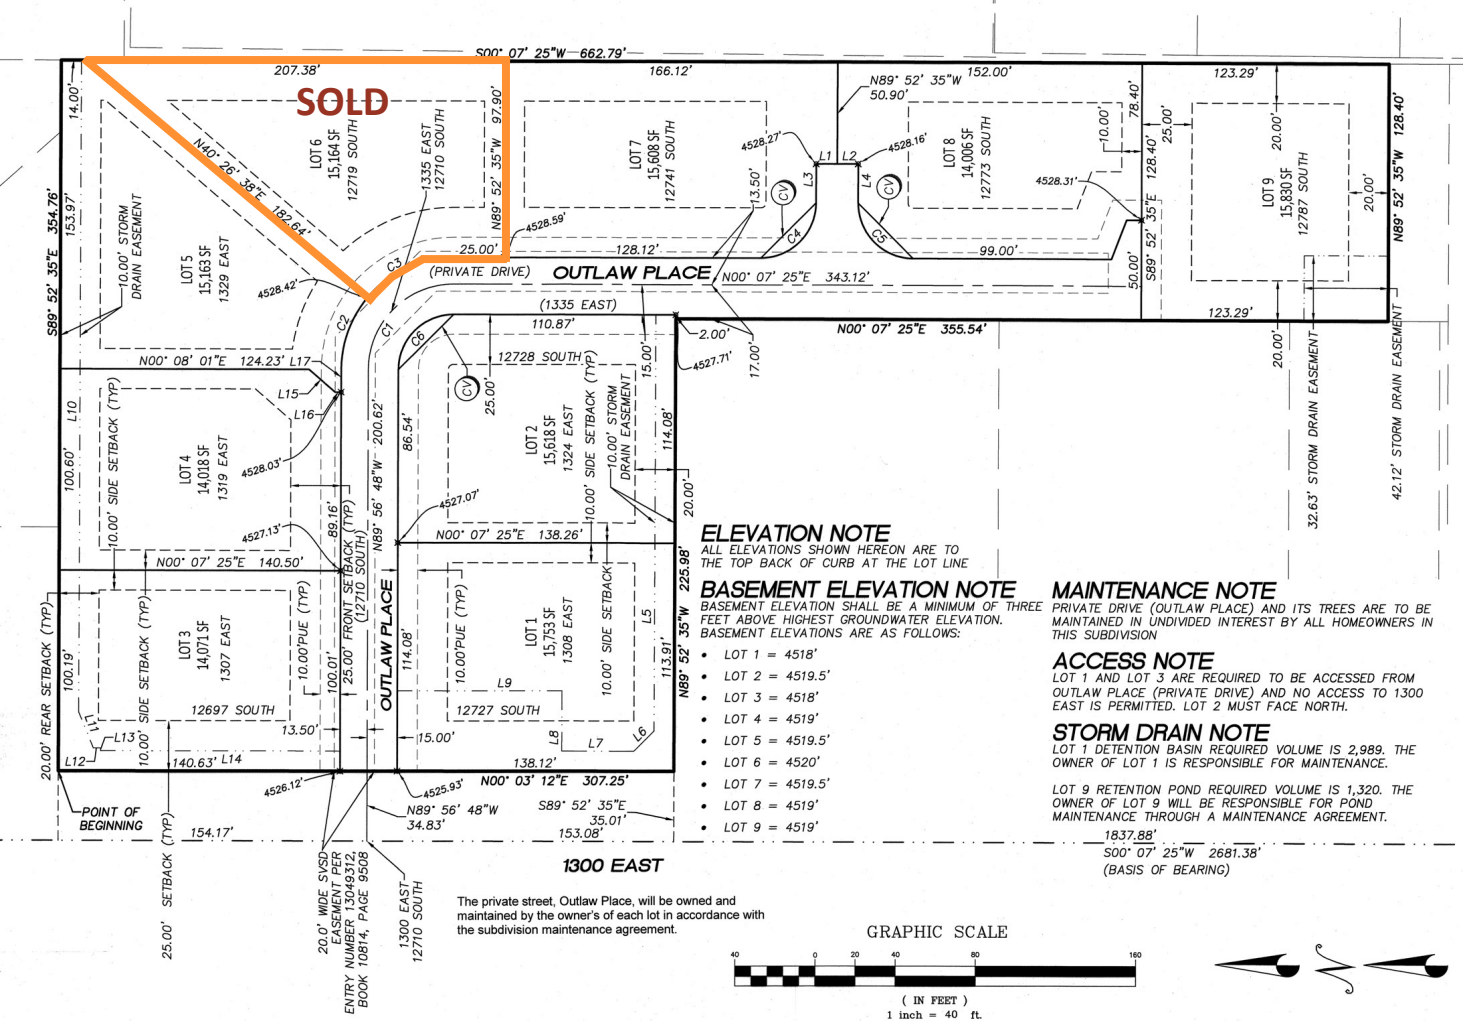 S00° 07' 25"W 662.79'
207.38'
166.12'
152.00'
123.29'
SOLD
14.00'
97.90'
N89° 52' 35"W
N89° 52' 35"W
50.90'
78.40'
10.00'
25.00'
128.40'
S89° 52' 35"E
20.00'
N89° 52' 35"W 128.40'
20.00'
LOT 6
15,164 SF
12719 SOUTH
1335 EAST
12710 SOUTH
N40° 26' 38"E 182.64'
LOT 7
15,608 SF
12741 SOUTH
13.50'
4528.27'
L1
L2
4528.16'
L3
L4
CV
CV
C4
C5
LOT 8
14,006 SF
12773 SOUTH
4528.31'
LOT 9
15,830 SF
12787 SOUTH
S89° 52' 35"E 354.76'
153.97'
10.00' STORM
DRAIN EASEMENT
LOT 5
15,163 SF
1329 EAST
4528.42'
4528.59'
25.00'
128.12'
99.00'
50.00'
C3
(PRIVATE DRIVE)
OUTLAW PLACE
N00° 07' 25"E 343.12'
(1335 EAST)
110.87'
C2
C1
C6
CV
2.00'
4527.71'
17.00'
15.00'
N00° 07' 25"E 355.54'
123.29'
20.00'
32.63' STORM DRAIN EASEMENT
42.12' STORM DRAIN EASEMENT
N00° 08' 01"E 124.23'
L17
L15
L16
L10
100.60'
10.00' SIDE SETBACK (TYP)
LOT 4
14,018 SF
1319 EAST
4528.03'
4527.13'
89.16'
N89° 56' 48"W 200.62'
86.54'
25.00'
12728 SOUTH
LOT 2
15,618 SF
1324 EAST
10.00' SIDE SETBACK (TYP)
10.00' STORM
DRAIN EASEMENT
114.08'
20.00'
4527.07'
N00° 07' 25"E 140.50'
N00° 07' 25"E 138.26'
20.00' REAR SETBACK (TYP)
100.19'
10.00' SIDE SETBACK (TYP)
LOT 3
14,071 SF
1307 EAST
12697 SOUTH
10.00'PUE (TYP)
100.01'
25.00' FRONT SETBACK (TYP)
(12710 SOUTH)
OUTLAW PLACE
114.08'
10.00'PUE (TYP)
LOT 1
15,753 SF
1308 EAST
12727 SOUTH
10.00' SIDE SETBACK
L5
113.91'
N89° 52' 35"W 225.98'
L9
L8
L7
L6
L11
L13
L12
L14
140.63'
13.50'
15.00'
138.12'
N00° 03' 12"E 307.25'
4526.12'
4525.93'
POINT OF
BEGINNING
N89° 56' 48"W
34.83'
S89° 52' 35"E
35.01'
154.17'
153.08'
25.00' SETBACK (TYP)
20.0' WIDE SVSD
EASEMENT PER
ENTRY NUMBER 13049312,
BOOK 10814, PAGE 9508
1300 EAST
12710 SOUTH
1300 EAST
ELEVATION NOTE
ALL ELEVATIONS SHOWN HEREON ARE TO
THE TOP BACK OF CURB AT THE LOT LINE
BASEMENT ELEVATION NOTE
BASEMENT ELEVATION SHALL BE A MINIMUM OF THREE
FEET ABOVE HIGHEST GROUNDWATER ELEVATION.
BASEMENT ELEVATIONS ARE AS FOLLOWS:
• LOT 1 = 4518'
• LOT 2 = 4519.5'
• LOT 3 = 4518'
• LOT 4 = 4519'
• LOT 5 = 4519.5'
• LOT 6 = 4520'
• LOT 7 = 4519.5'
• LOT 8 = 4519'
• LOT 9 = 4519'
MAINTENANCE NOTE
PRIVATE DRIVE (OUTLAW PLACE) AND ITS TREES ARE TO BE
MAINTAINED IN UNDIVIDED INTEREST BY ALL HOMEOWNERS IN
THIS SUBDIVISION
ACCESS NOTE
LOT 1 AND LOT 3 ARE REQUIRED TO BE ACCESSED FROM
OUTLAW PLACE (PRIVATE DRIVE) AND NO ACCESS TO 1300
EAST IS PERMITTED. LOT 2 MUST FACE NORTH.
STORM DRAIN NOTE
LOT 1 DETENTION BASIN REQUIRED VOLUME IS 2,989. THE
OWNER OF LOT 1 IS RESPONSIBLE FOR MAINTENANCE.
LOT 9 RETENTION POND REQUIRED VOLUME IS 1,320. THE
OWNER OF LOT 9 WILL BE RESPONSIBLE FOR POND
MAINTENANCE THROUGH A MAINTENANCE AGREEMENT.
1837.88'
S00° 07' 25"W 2681.38'
(BASIS OF BEARING)
The private street, Outlaw Place, will be owned and
maintained by the owner's of each lot in accordance with
the subdivision maintenance agreement.
GRAPHIC SCALE
40 0 20 40 80 160
( IN FEET )
1 inch = 40 ft.